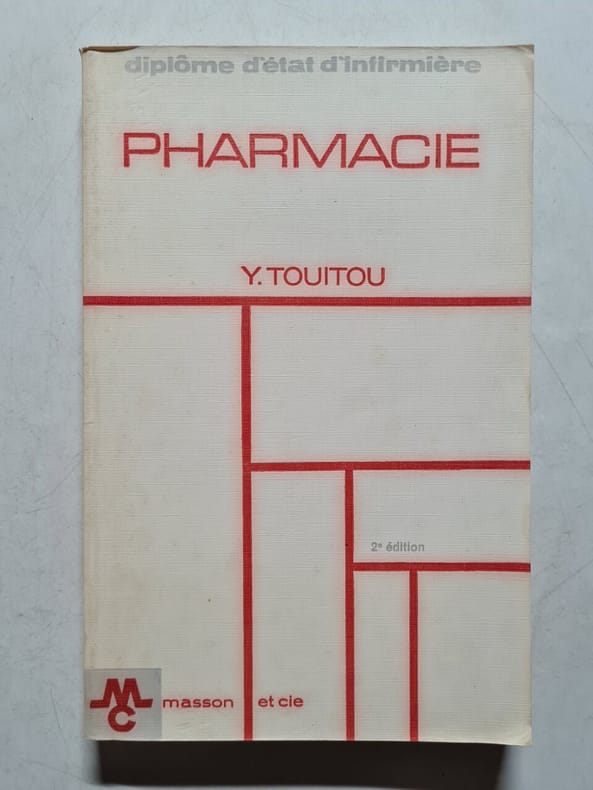 diplôme d'état d'infirmière
PHARMACIE
Y. TOUITOU
2e édition
MC masson et cie